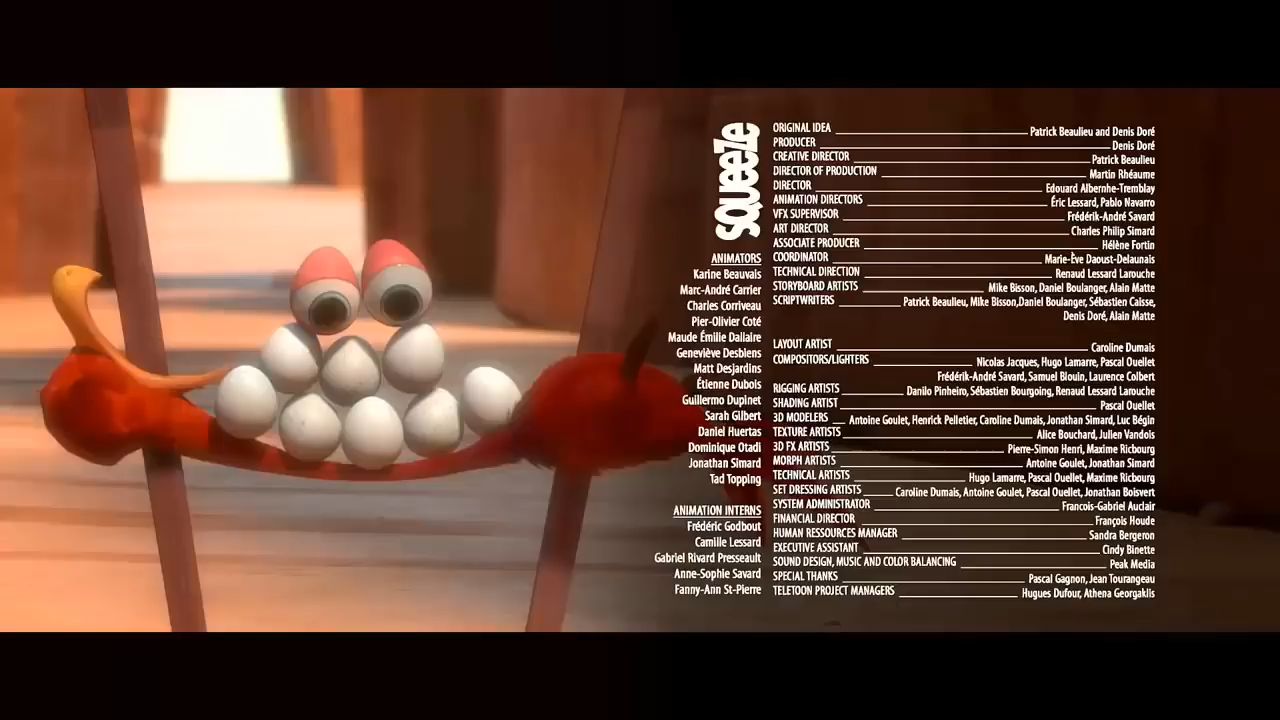 squeeze
ANIMATORS
Karine Beauvais
Marc-André Carrier
Charles Corriveau
Pier-Olivier Coté
Maude Émilie Dallaire
Geneviève Desbiens
Matt Desjardins
Étienne Dubois
Guillermo Dupinet
Sarah Gilbert
Daniel Huertas
Dominique Otadi
Jonathan Simard
Tad Topping
ANIMATION INTERNS
Frédéric Godbout
Camille Lessard
Gabriel Rivard Presseault
Anne-Sophie Savard
Fanny-Ann St-Pierre
ORIGINAL IDEA Patrick Beaulieu and Denis Doré
PRODUCER Denis Doré
CREATIVE DIRECTOR Patrick Beaulieu
DIRECTOR OF PRODUCTION Martin Rhéaume
DIRECTOR Edouard Albernhe-Tremblay
ANIMATION DIRECTORS Éric Lessard, Pablo Navarro
VFX SUPERVISOR Frédérik-André Savard
ART DIRECTOR Charles Philip Simard
ASSOCIATE PRODUCER Hélène Fortin
COORDINATOR Marie-Ève Daoust-Delaunais
TECHNICAL DIRECTION Renaud Lessard Larouche
STORYBOARD ARTISTS Mike Bisson, Daniel Boulanger, Alain Matte
SCRIPTWRITERS Patrick Beaulieu, Mike Bisson,Daniel Boulanger, Sébastien Caisse,
Denis Doré, Alain Matte
LAYOUT ARTIST Caroline Dumais
COMPOSITORS/LIGHTERS Nicolas Jacques, Hugo Lamarre, Pascal Ouellet
Frédérik-André Savard, Samuel Blouin, Laurence Colbert
RIGGING ARTISTS Danilo Pinheiro, Sébastien Bourgoing, Renaud Lessard Larouche
SHADING ARTIST Pascal Ouellet
3D MODELERS Antoine Goulet, Henrick Pelletier, Caroline Dumais, Jonathan Simard, Luc Bégin
TEXTURE ARTISTS Alice Bouchard, Julien Vandois
3D FX ARTISTS Pierre-Simon Henri, Maxime Ricbourg
MORPH ARTISTS Antoine Goulet, Jonathan Simard
TECHNICAL ARTISTS Hugo Lamarre, Pascal Ouellet, Maxime Ricbourg
SET DRESSING ARTISTS Caroline Dumais, Antoine Goulet, Pascal Ouellet, Jonathan Boisvert
SYSTEM ADMINISTRATOR Francois-Gabriel Auclair
FINANCIAL DIRECTOR François Houde
HUMAN RESSOURCES MANAGER Sandra Bergeron
EXECUTIVE ASSISTANT Cindy Binette
SOUND DESIGN, MUSIC AND COLOR BALANCING Peak Media
SPECIAL THANKS Pascal Gagnon, Jean Tourangeau
TELETOON PROJECT MANAGERS Hugues Dufour, Athena Georgaklis